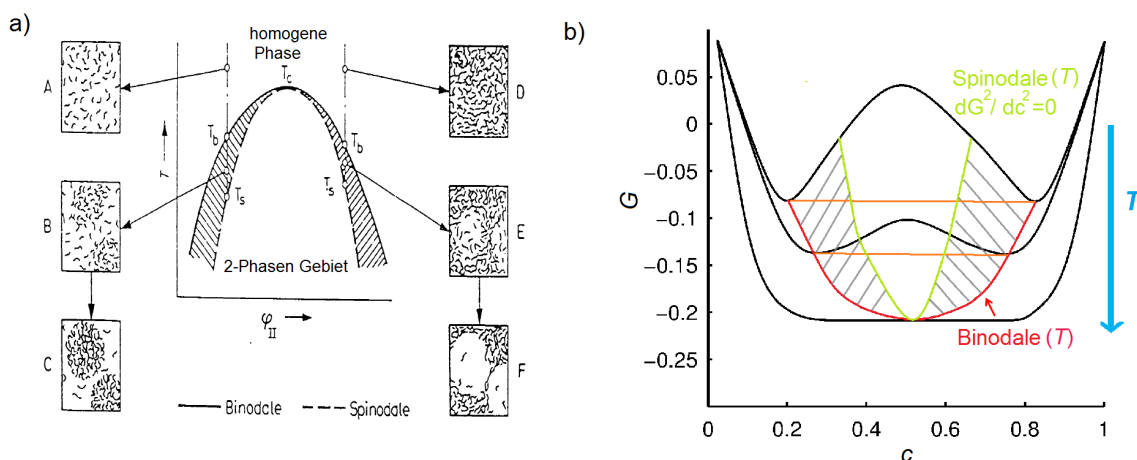 a)
homogene
Phase
T_c
A
D
T_b
T_b
T
T_s
T_s
B
E
2-Phasen Gebiet
φ_II
C
F
Binodale
Spinodale
b)
0.05
0
−0.05
−0.1
−0.15
−0.2
−0.25
G
Spinodale (T)
dG²/ dc²=0
T
Binodale (T)
0
0.2
0.4
0.6
0.8
1
c